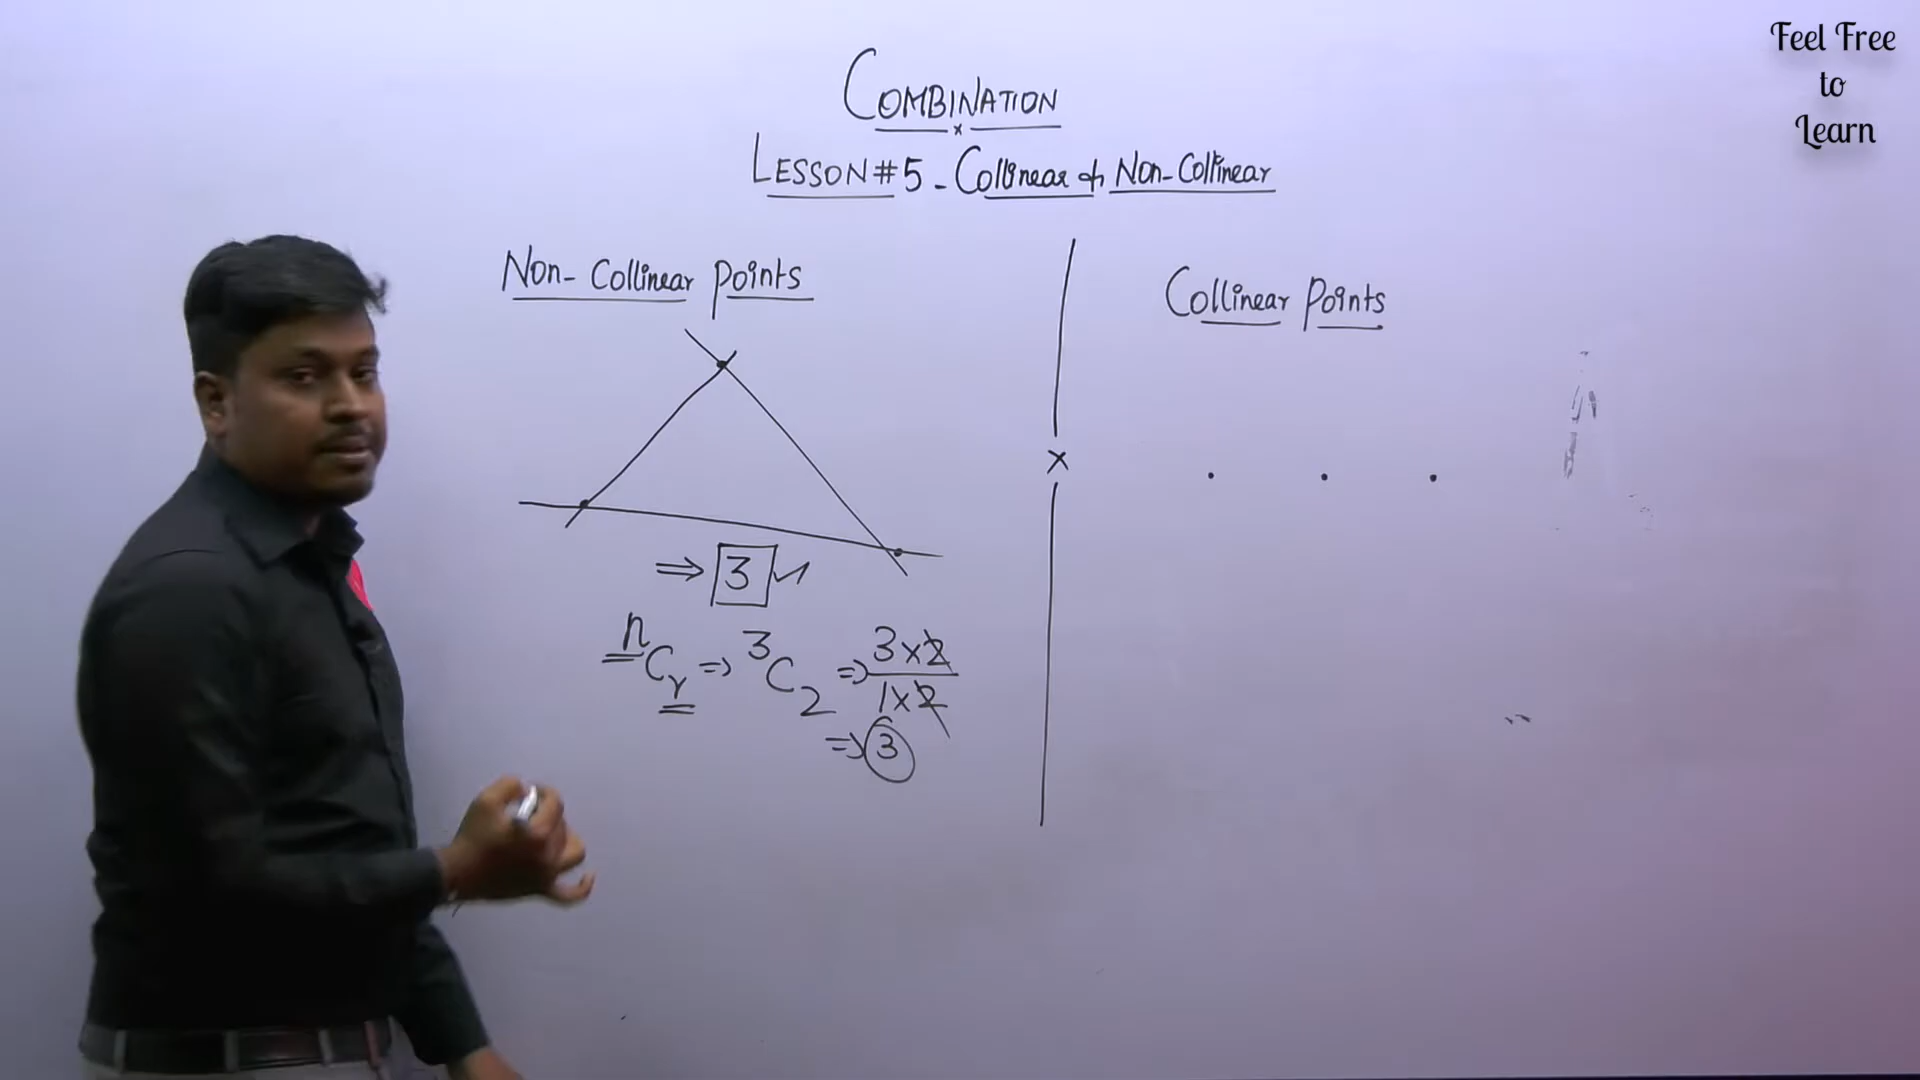 Feel Free
to
Learn
COMBINATION
LESSON #5 - Collinear & Non-Collinear
Non-Collinear points
⇒ 3 ✓
ⁿCᵣ ⇒ ³C₂ ⇒ 3×2/1×2
⇒ 3
Collinear points